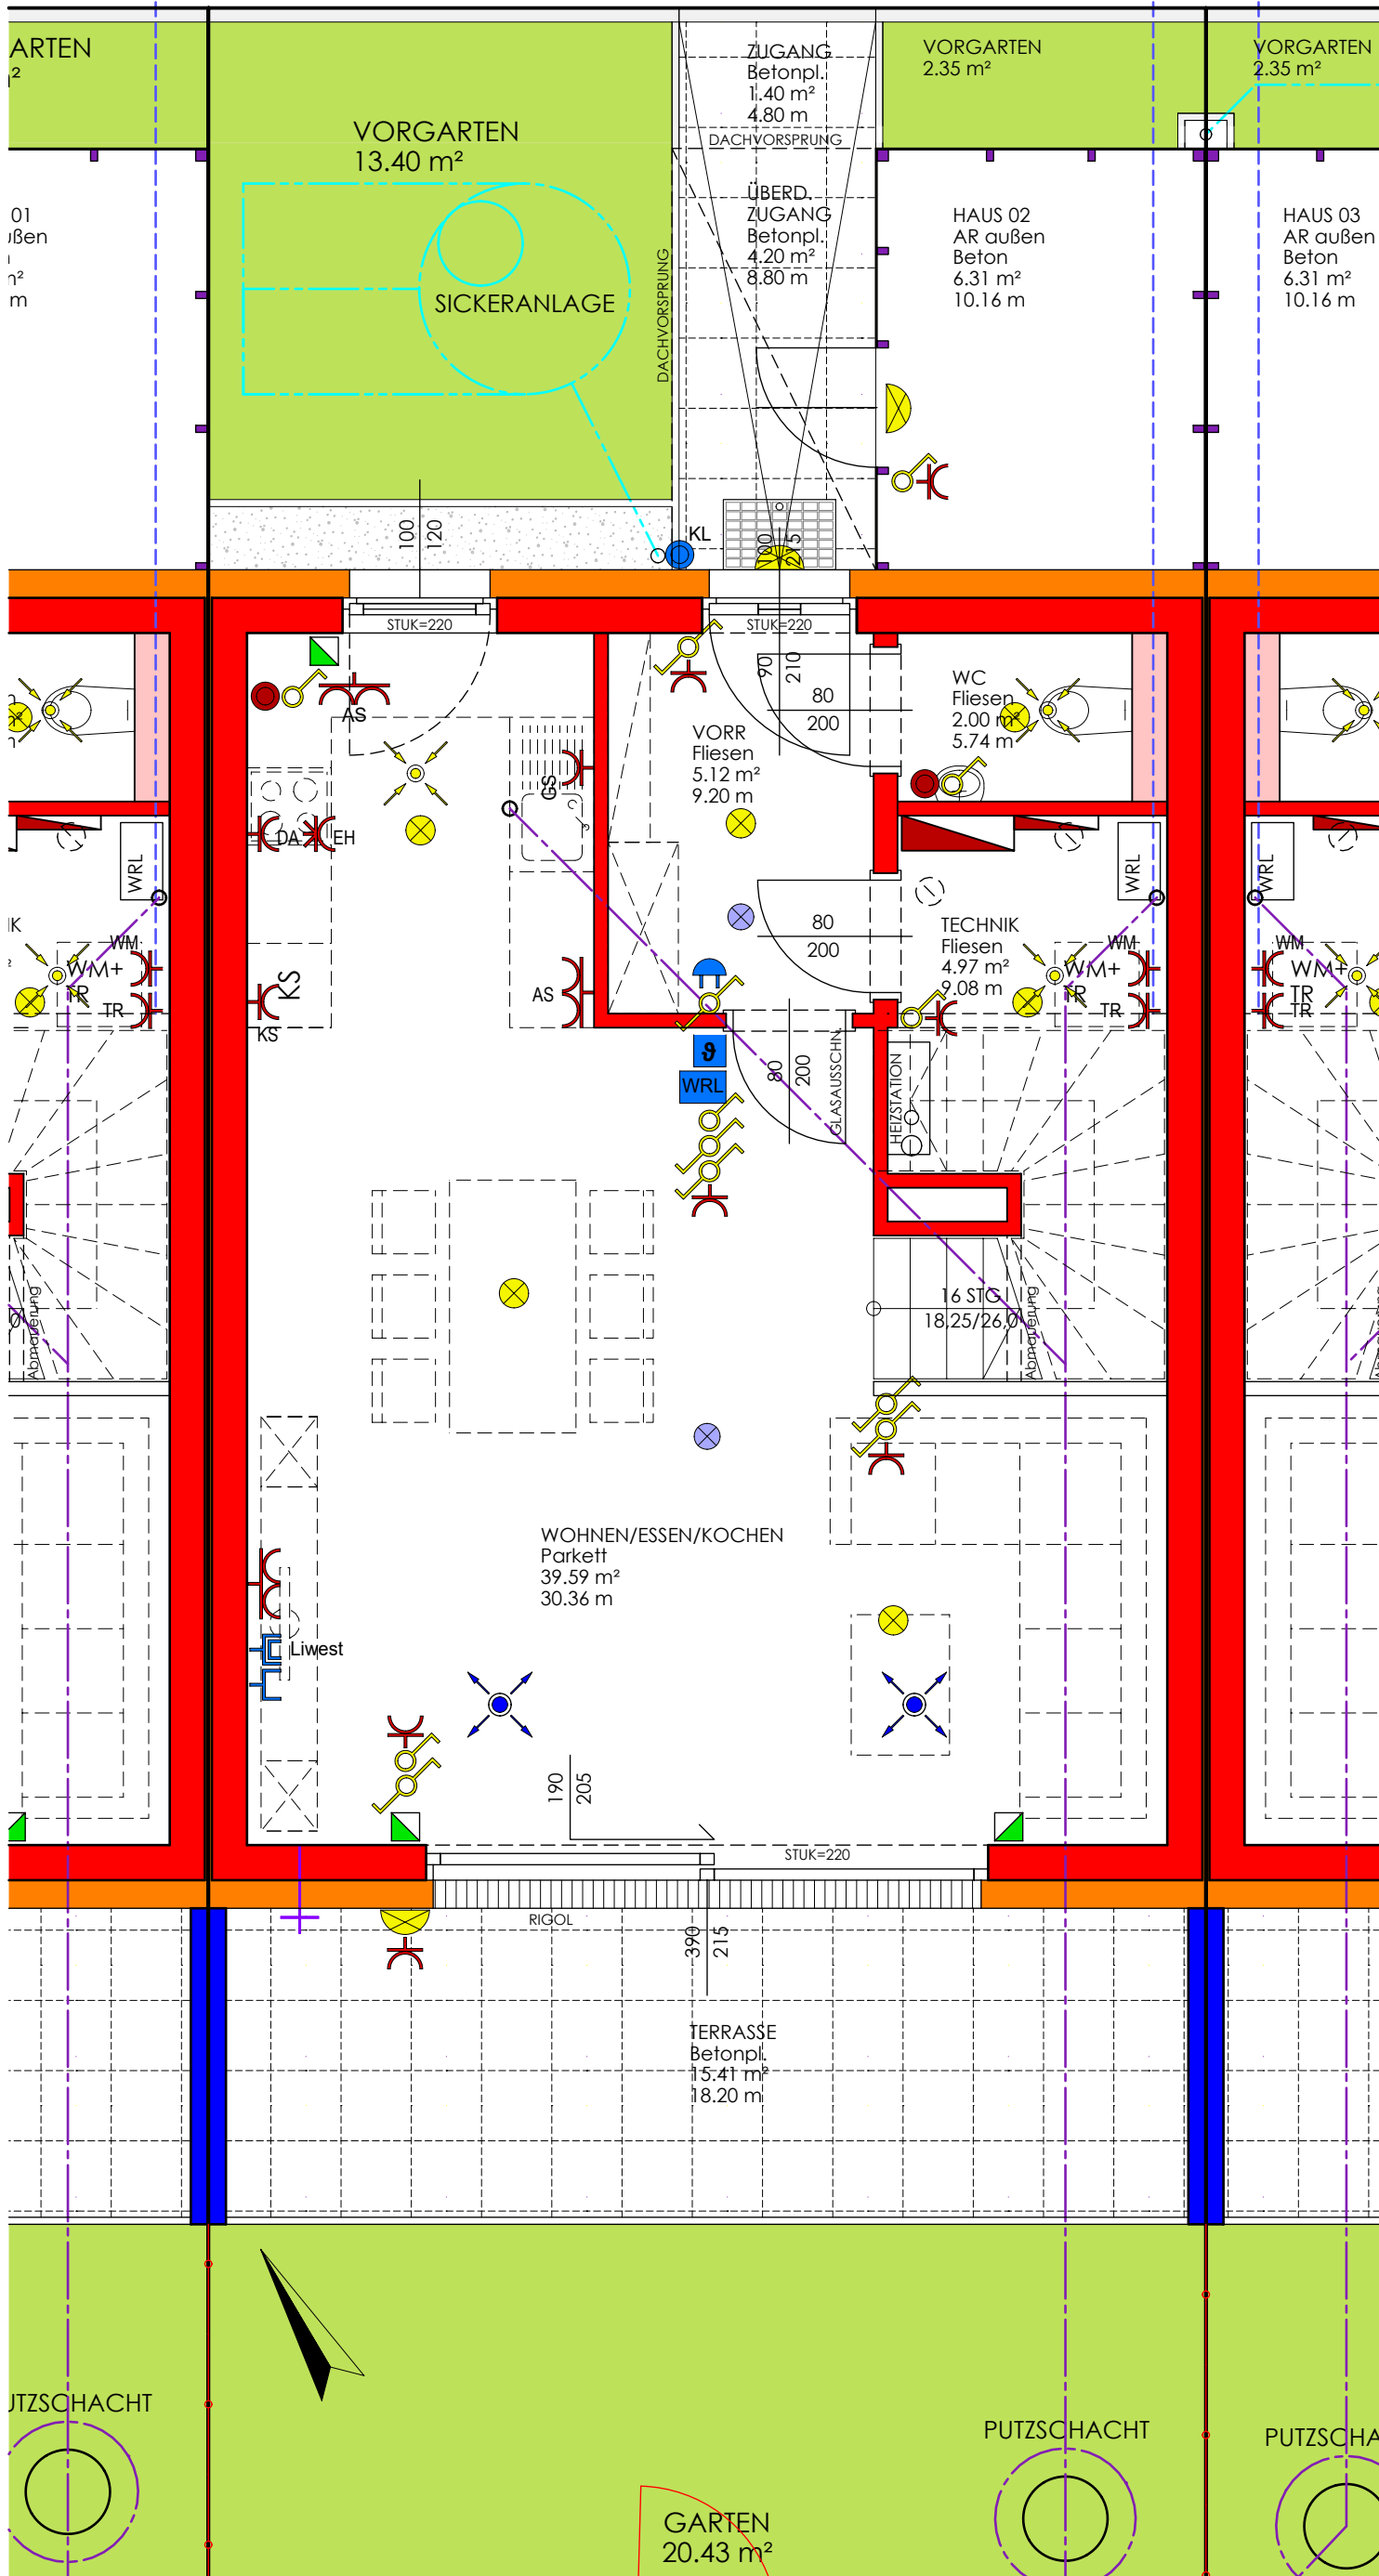 ARTEN
VORGARTEN
13.40 m²
ZUGANG
Betonpl.
1.40 m²
4.80 m
DACHVORSPRUNG
VORGARTEN
2.35 m²
VORGARTEN
2.35 m²
SICKERANLAGE
DACHVORSPRUNG
ÜBERD.
ZUGANG
Betonpl.
4.20 m²
8.80 m
01
HAUS 02
AR außen
Beton
6.31 m²
10.16 m
HAUS 03
AR außen
Beton
6.31 m²
10.16 m
100
120
KL
100
215
STUK=220
STUK=220
90
210
80
200
AS
WC
Fliesen
2.00 m²
5.74 m
VORR
Fliesen
5.12 m²
9.20 m
GS
DA
EH
WRL
WRL
WRL
80
200
TECHNIK
Fliesen
4.97 m²
9.08 m
WM
WM+
TR
TR
KS
KS
AS
WM
WM+
TR
TR
WM
WM+
TR
TR
ϑ
WRL
80
200
GLASAUSSCHN.
HEIZSTATION
16 STG
18,25/26,0
Abmauerung
Abmauerung
WOHNEN/ESSEN/KOCHEN
Parkett
39.59 m²
30.36 m
Liwest
190
205
STUK=220
RIGOL
390
215
TERRASSE
Betonpl.
15.41 m²
18.20 m
UTZSCHACHT
PUTZSCHACHT
PUTZSCHA
GARTEN
20.43 m²